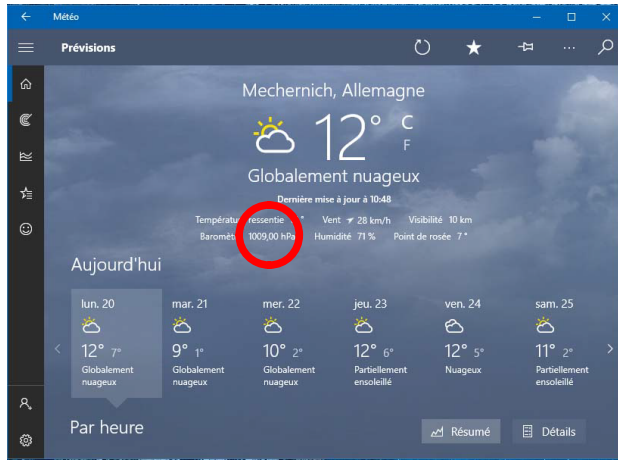 Météo
Prévisions
Mechernich, Allemagne
12° C
F
Globalement nuageux
Dernière mise à jour à 10:48
ressentie Vent 28 km/h Visibilité 10 km
1009,00 hPa Humidité 71 % Point de rosée 7°
Aujourd'hui
lun. 20 mar. 21 mer. 22 jeu. 23 ven. 24 sam. 25
12° 7° 9° 1° 10° 2° 12° 6° 12° 5° 11° 2°
Globalement nuageux Globalement nuageux Globalement nuageux Partiellement ensoleillé Nuageux Partiellement ensoleillé
Par heure Résumé Détails